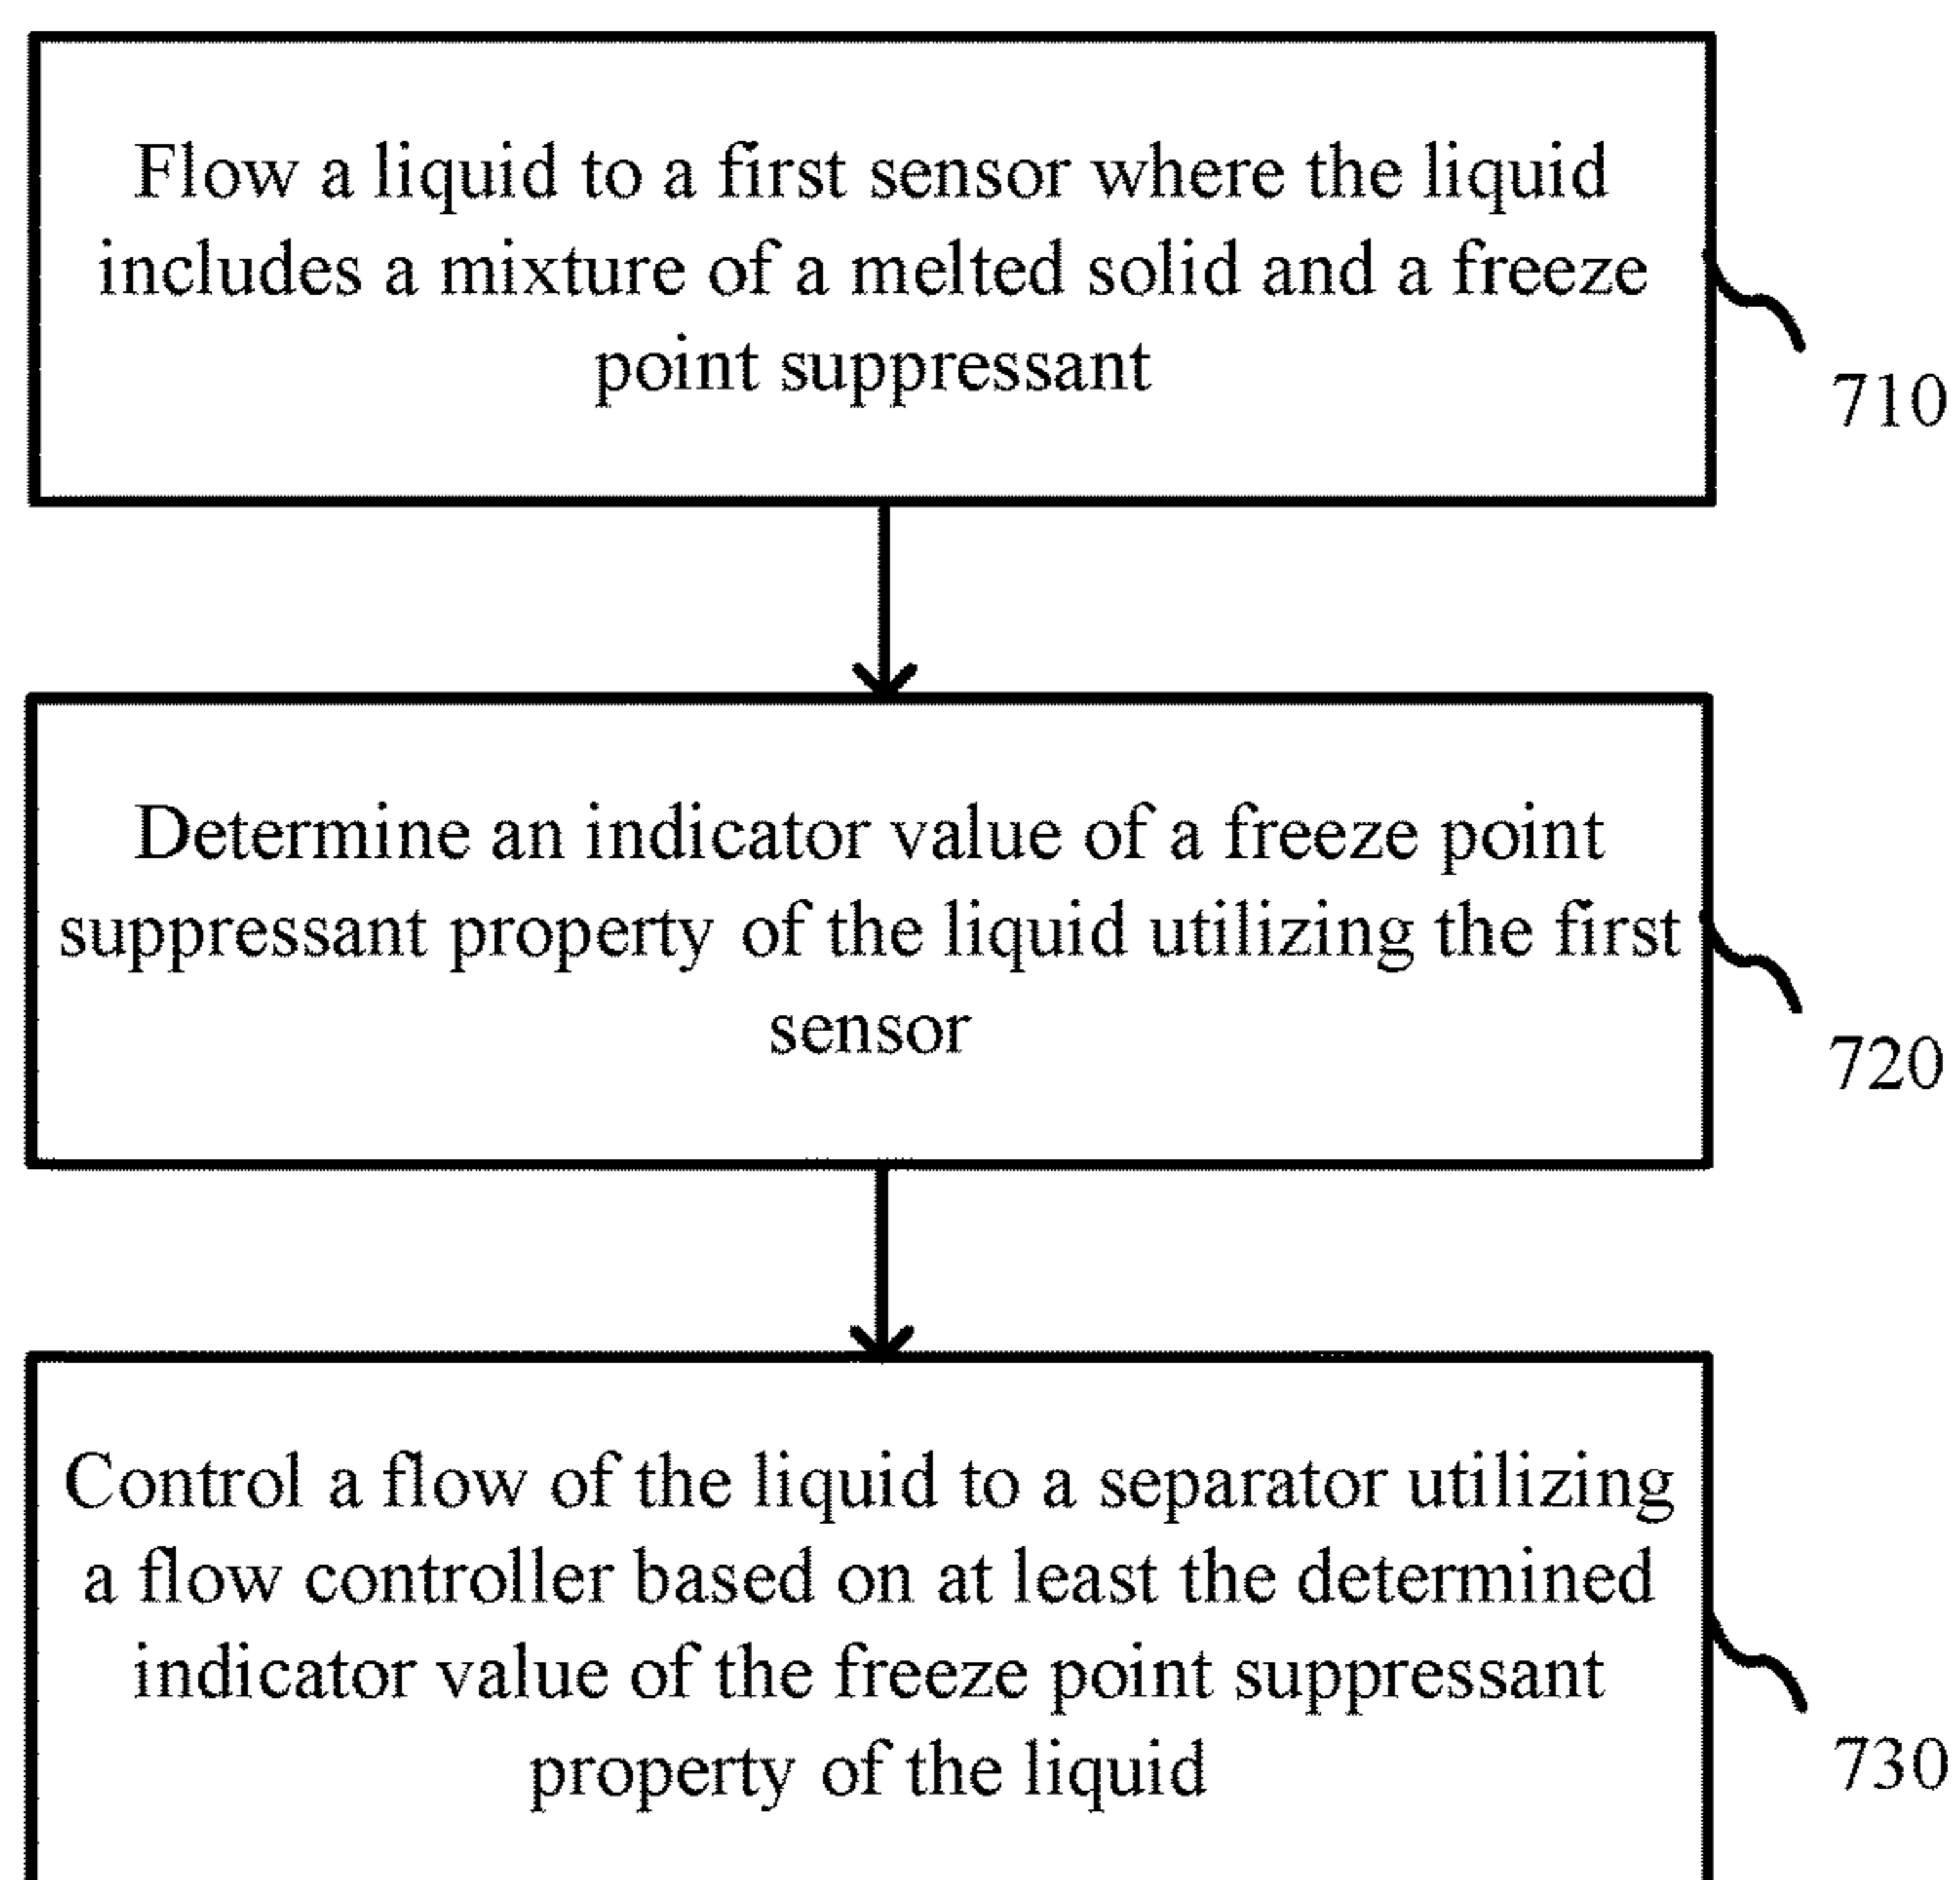 Flow a liquid to a first sensor where the liquid
includes a mixture of a melted solid and a freeze
point suppressant
710
Determine an indicator value of a freeze point
suppressant property of the liquid utilizing the first
sensor
720
Control a flow of the liquid to a separator utilizing
a flow controller based on at least the determined
indicator value of the freeze point suppressant
property of the liquid
730